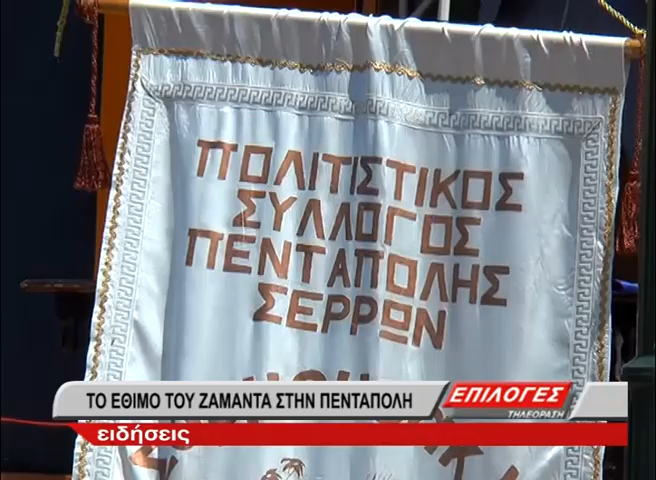 ΠΟΛΙΤΙΣΤΙΚΟΣ
ΣΥΛΛΟΓΟΣ
ΠΕΝΤΑΠΟΛΗΣ
ΣΕΡΡΩΝ
ΤΟ ΕΘΙΜΟ ΤΟΥ ΖΑΜΑΝΤΑ ΣΤΗΝ ΠΕΝΤΑΠΟΛΗ
ΕΠΙΛΟΓΕΣ
ΤΗΛΕΟΡΑΣΗ
ειδήσεις